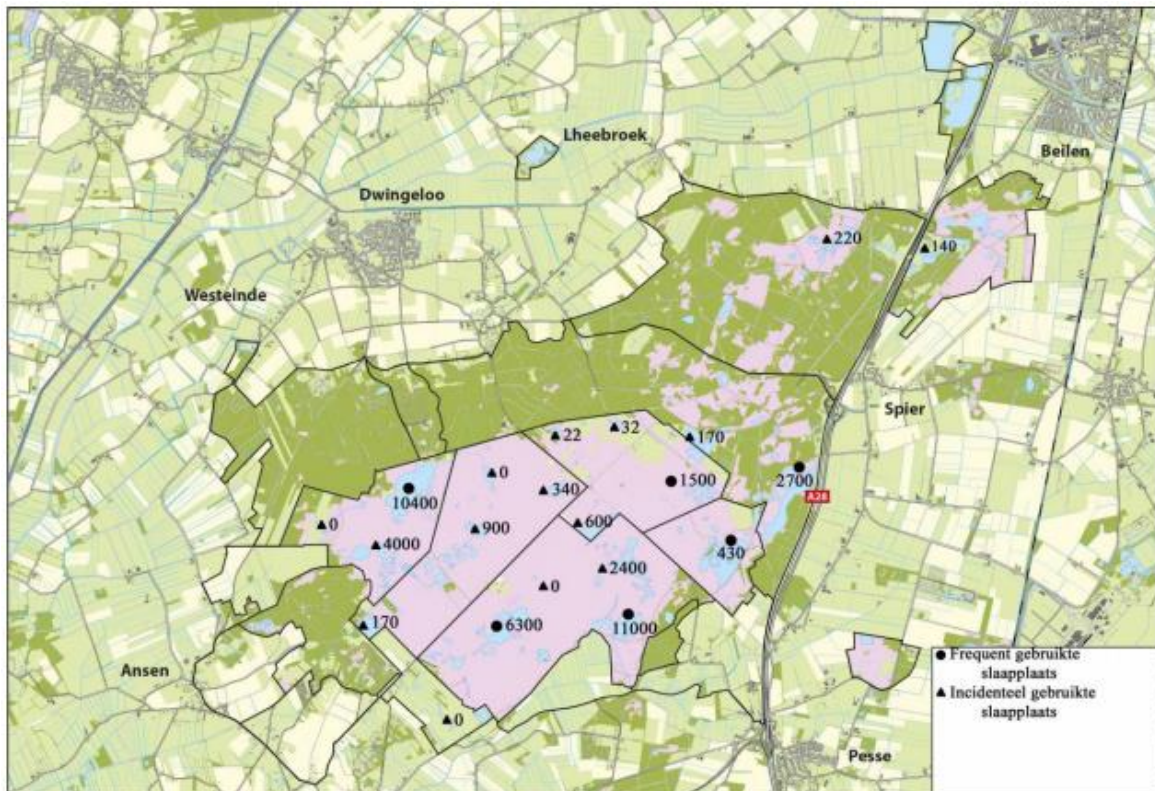 Lheebroek
Beilen
Dwingeloo
220
140
Westeinde
Spier
22
32
170
0
10400
340
1500
2700
A28
0
900
600
4000
430
2400
0
170
6300
11000
Ansen
0
Pesse
Frequent gebruikte
slaapplaats
Incidenteel gebruikte
slaapplaats